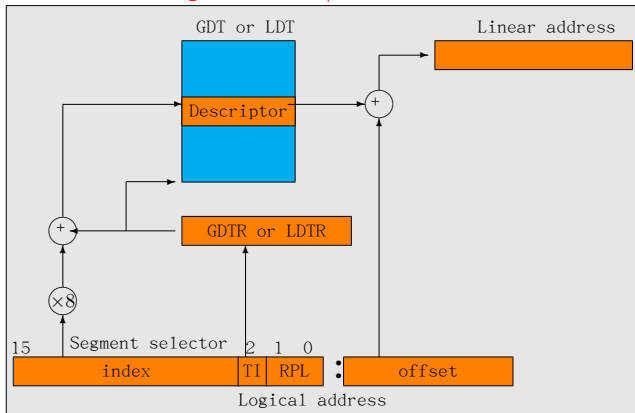 GDT or LDT
Linear address
Descriptor
+
+
GDTR or LDTR
×8
15 Segment selector 2 1 0
index TI RPL : offset
Logical address